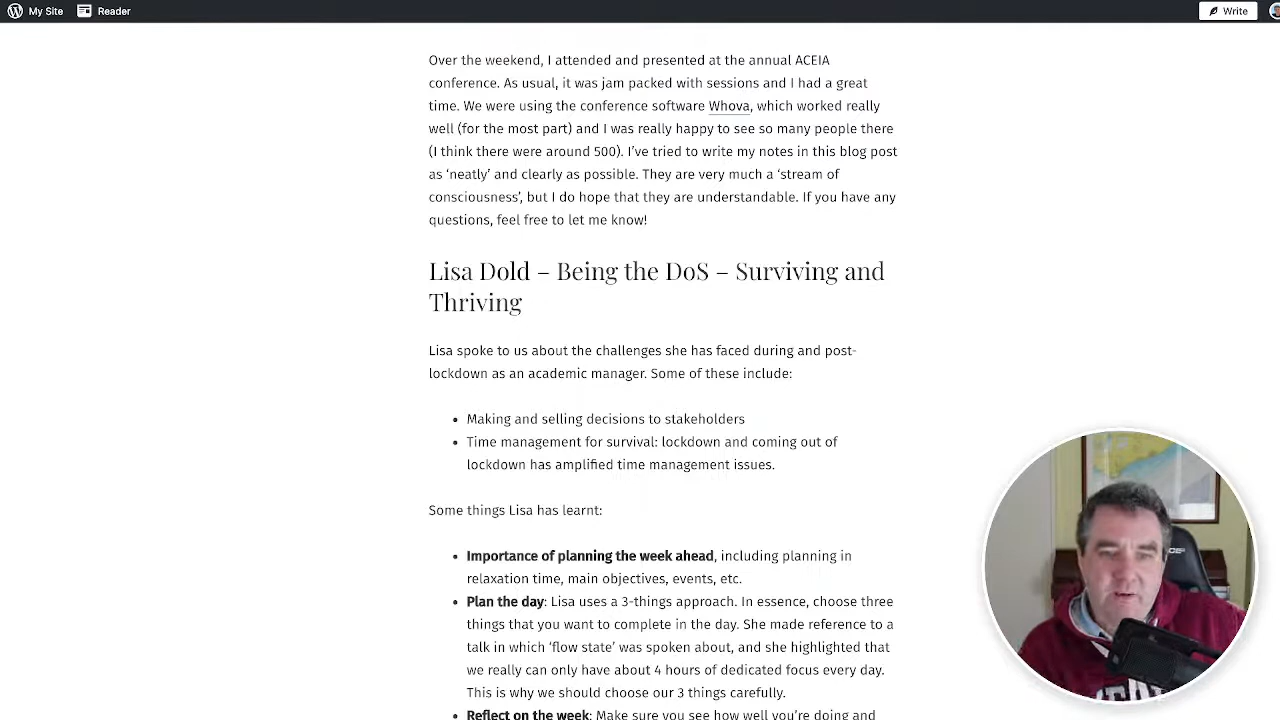 My Site
Reader
Write
Over the weekend, I attended and presented at the annual ACEIA
conference. As usual, it was jam packed with sessions and I had a great
time. We were using the conference software Whova, which worked really
well (for the most part) and I was really happy to see so many people there
(I think there were around 500). I’ve tried to write my notes in this blog post
as ‘neatly’ and clearly as possible. They are very much a ‘stream of
consciousness’, but I do hope that they are understandable. If you have any
questions, feel free to let me know!
Lisa Dold – Being the DoS – Surviving and
Thriving
Lisa spoke to us about the challenges she has faced during and post-
lockdown as an academic manager. Some of these include:
• Making and selling decisions to stakeholders
• Time management for survival: lockdown and coming out of
lockdown has amplified time management issues.
Some things Lisa has learnt:
• Importance of planning the week ahead, including planning in
relaxation time, main objectives, events, etc.
• Plan the day: Lisa uses a 3-things approach. In essence, choose three
things that you want to complete in the day. She made reference to a
talk in which ‘flow state’ was spoken about, and she highlighted that
we really can only have about 4 hours of dedicated focus every day.
This is why we should choose our 3 things carefully.
• Reflect on the week: Make sure you see how well you’re doing and